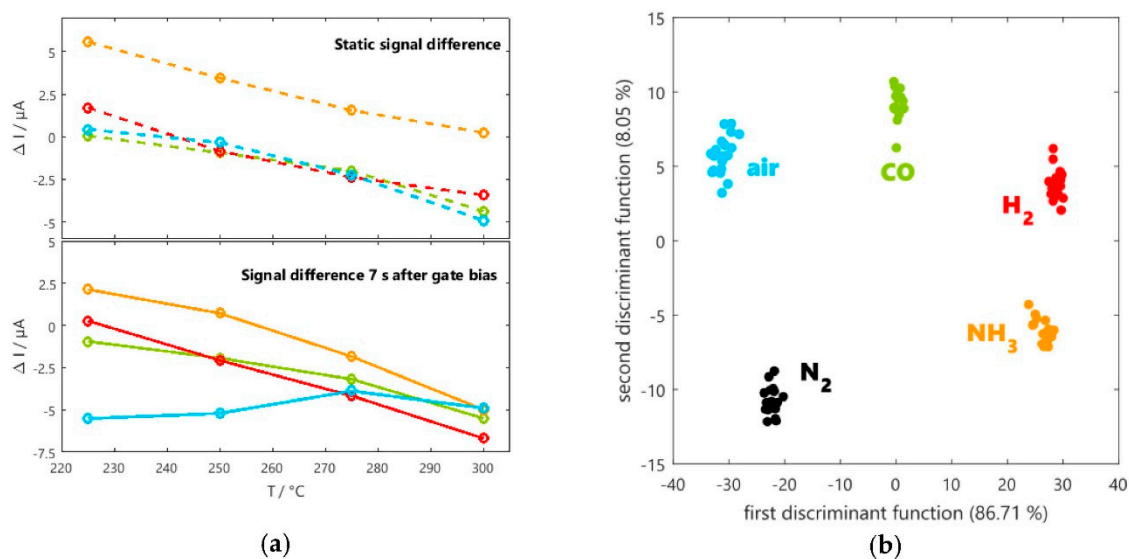 Static signal difference
Δ I / µA
5
2.5
0
-2.5
-5
Signal difference 7 s after gate bias
Δ I / µA
2.5
0
-2.5
-5
-7.5
220 230 240 250 260 270 280 290 300
T / °C
(a)
second discriminant function (8.05 %)
15
10
5
0
-5
-10
-15
air
CO
H2
NH3
N2
-40 -30 -20 -10 0 10 20 30 40
first discriminant function (86.71 %)
(b)